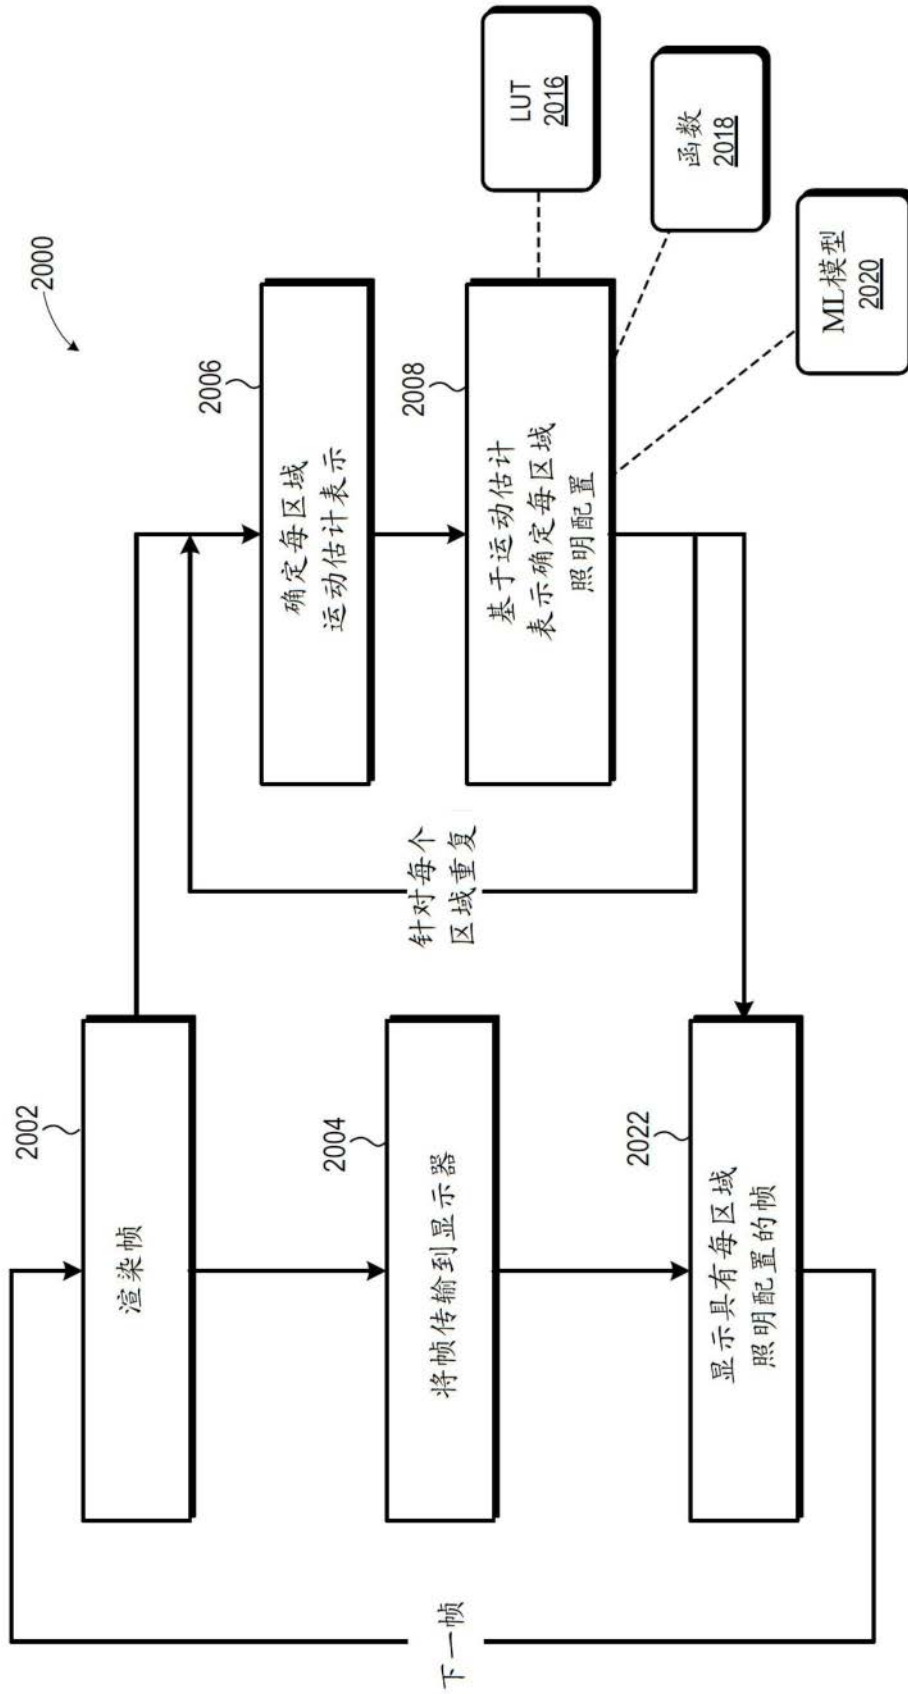 2000
2002
渲染帧
2004
将帧传输到显示器
2022
显示具有每区域
照明配置的帧
下一帧
2006
确定每区域
运动估计表示
2008
基于运动估计
表示确定每区域
照明配置
针对每个
区域重复
LUT
2016
函数
2018
ML模型
2020